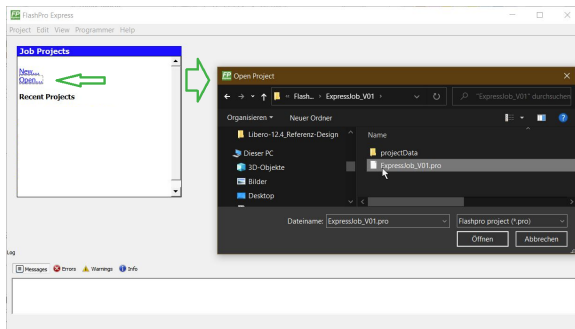 FP FlashPro Express
Project Edit View Programmer Help
Job Projects
New...
Open...
Recent Projects
FP Open Project
« Flash... › ExpressJob_V01 ›
"ExpressJob_V01" durchsuchen
Organisieren
Neuer Ordner
Libero-12.4_Referenz-Design
Dieser PC
3D-Objekte
Bilder
Desktop
Name
projectData
ExpressJob_V01.pro
Dateiname: ExpressJob_V01.pro
Flashpro project (*.pro)
Öffnen
Abbrechen
Log
Messages Errors Warnings Info